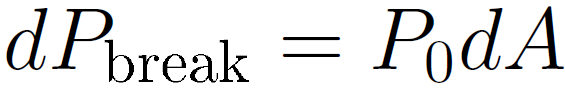 dP_break = P_0 dA